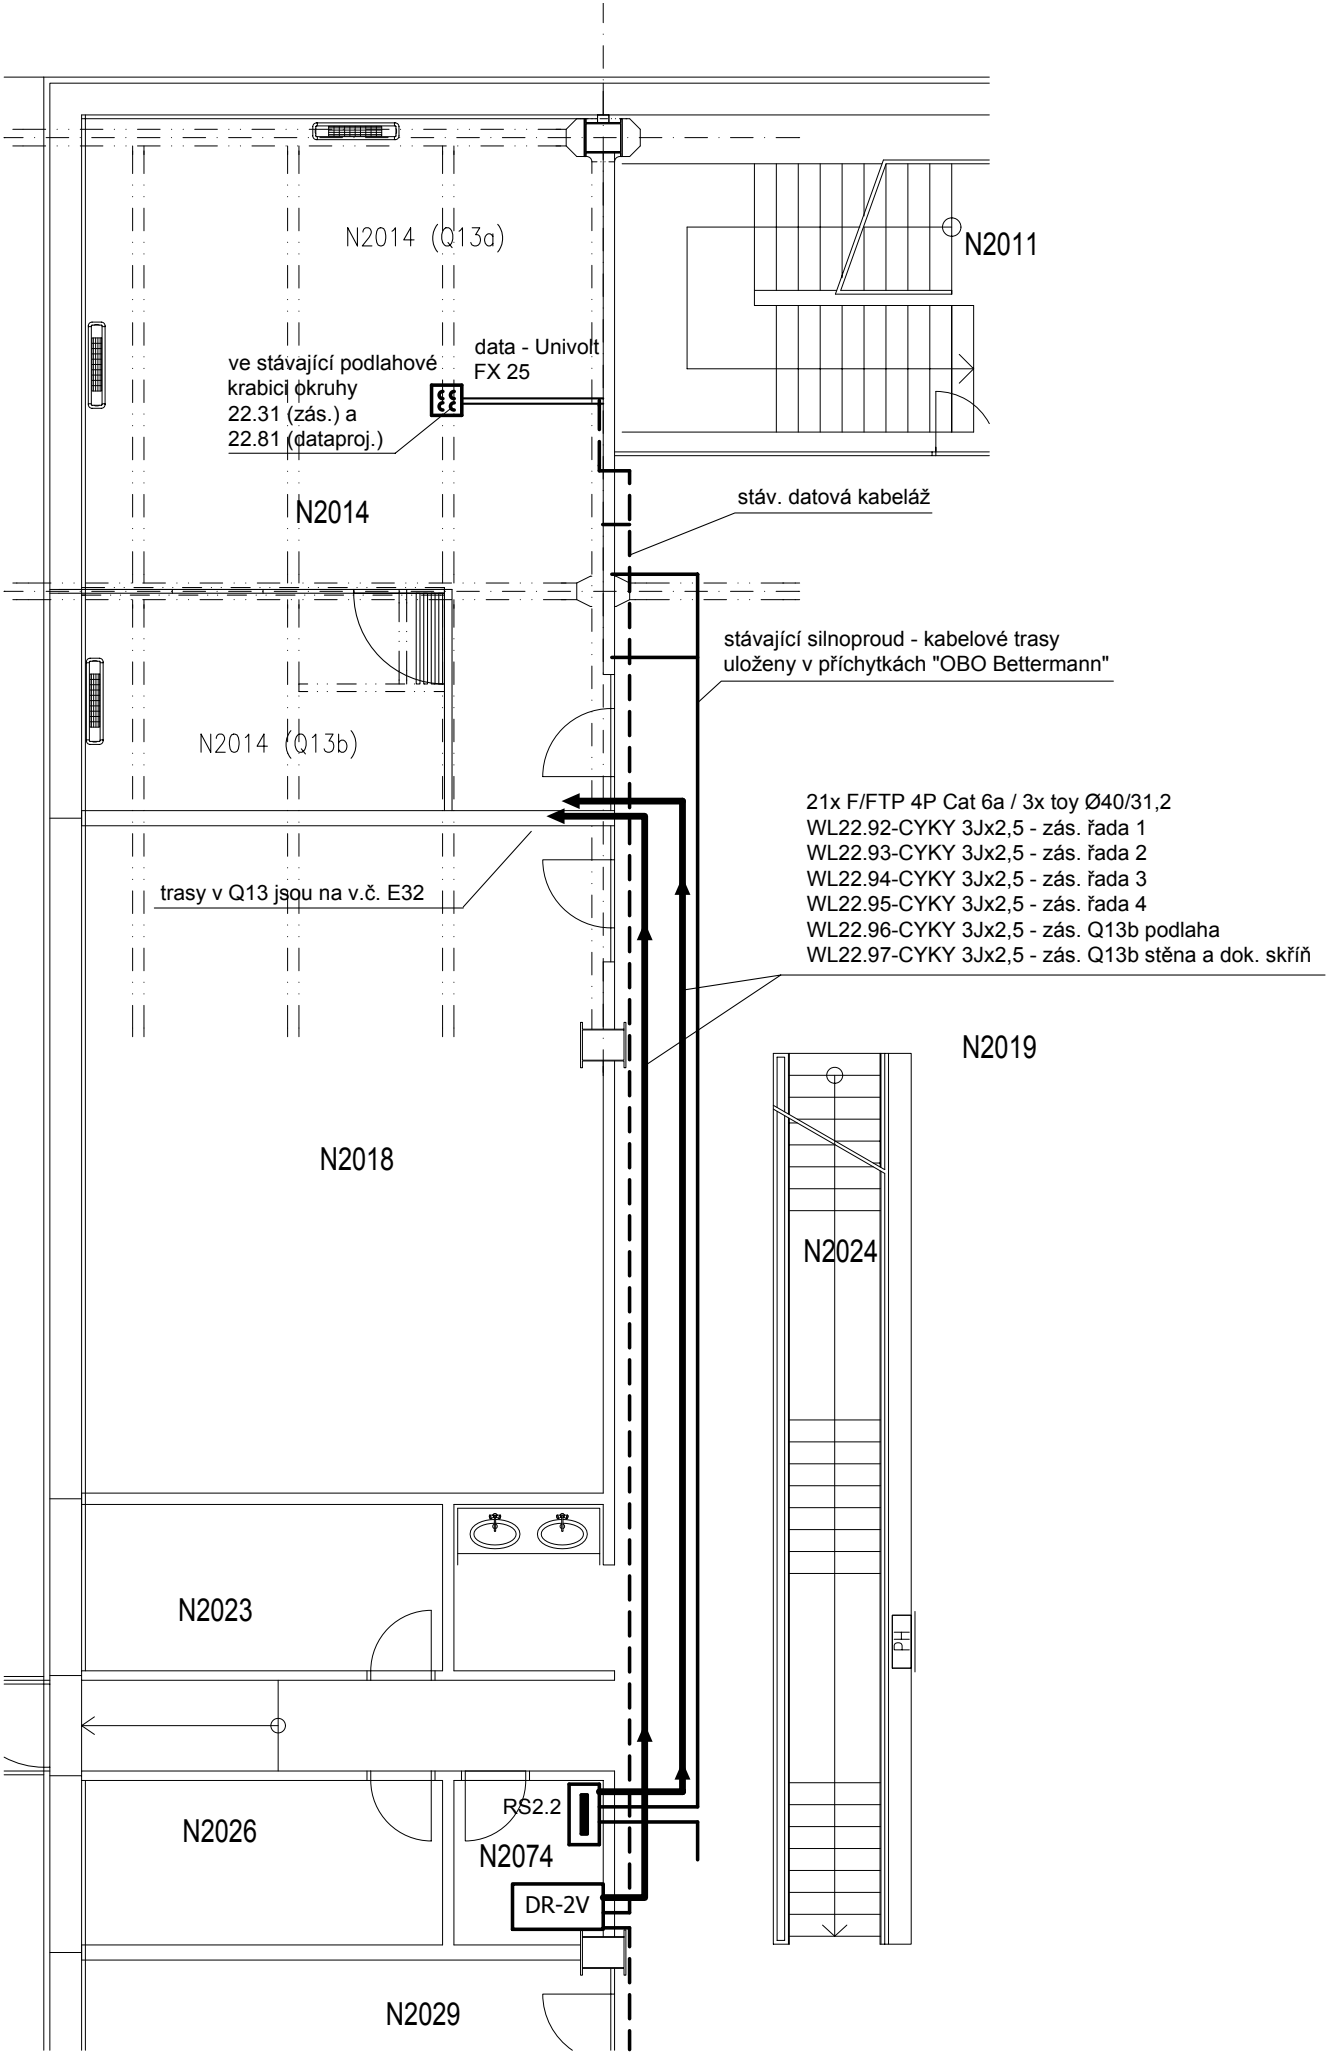 N2014 (Q13a)
N2011
data - Univolt
FX 25
ve stávající podlahové
krabici okruhy
22.31 (zás.) a
22.81 (dataproj.)
N2014
stáv. datová kabeláž
stávající silnoproud - kabelové trasy
uloženy v příchytkách "OBO Bettermann"
N2014 (Q13b)
21x F/FTP 4P Cat 6a / 3x toy Ø40/31,2
WL22.92-CYKY 3Jx2,5 - zás. řada 1
WL22.93-CYKY 3Jx2,5 - zás. řada 2
WL22.94-CYKY 3Jx2,5 - zás. řada 3
WL22.95-CYKY 3Jx2,5 - zás. řada 4
WL22.96-CYKY 3Jx2,5 - zás. Q13b podlaha
WL22.97-CYKY 3Jx2,5 - zás. Q13b stěna a dok. skříň
trasy v Q13 jsou na v.č. E32
N2019
N2018
N2024
N2023
PH
RS2.2
N2026
N2074
DR-2V
N2029